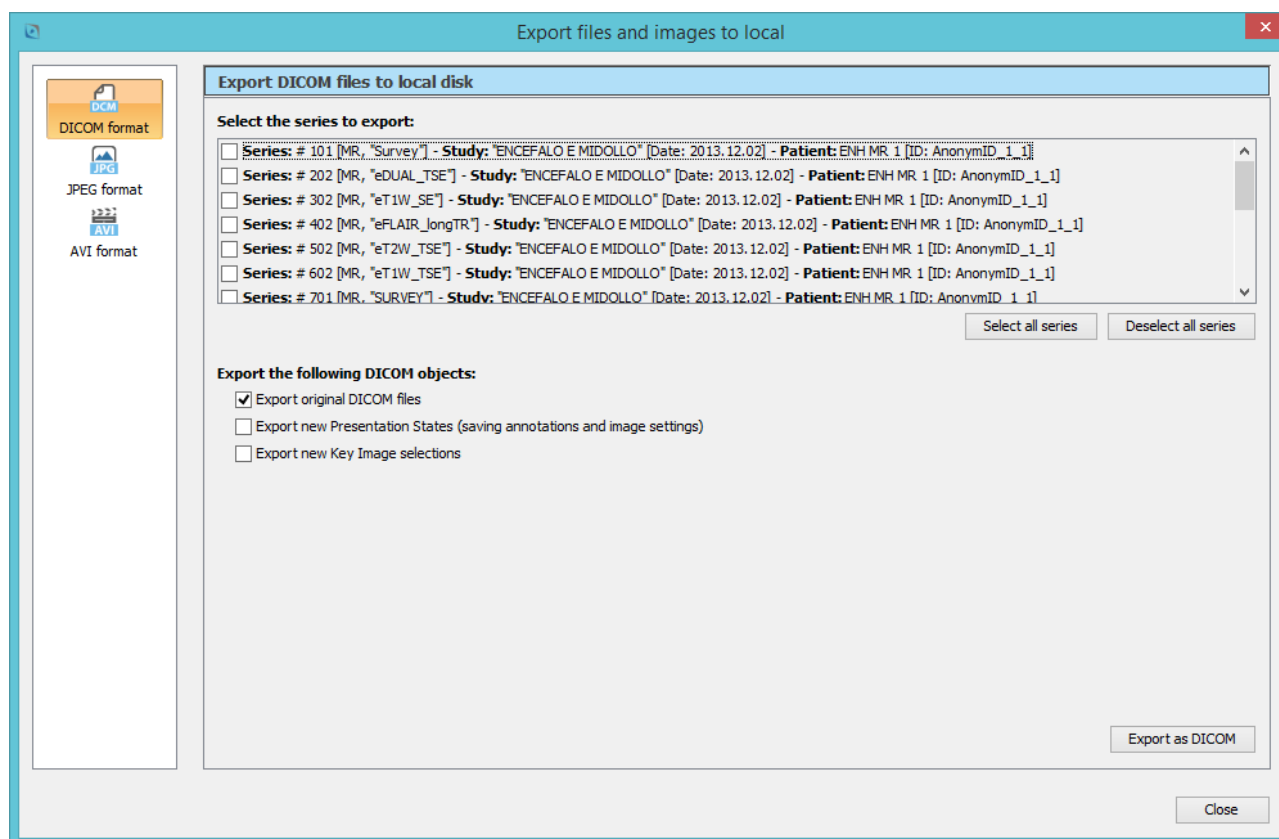 Export files and images to local
DCM
DICOM format
JPG
JPEG format
AVI
AVI format
Export DICOM files to local disk
Select the series to export:
Series: # 101 [MR, "Survey"] - Study: "ENCEFALO E MIDOLLO" [Date: 2013.12.02] - Patient: ENH MR 1 [ID: AnonymID_1_1]
Series: # 202 [MR, "eDUAL_TSE"] - Study: "ENCEFALO E MIDOLLO" [Date: 2013.12.02] - Patient: ENH MR 1 [ID: AnonymID_1_1]
Series: # 302 [MR, "eT1W_SE"] - Study: "ENCEFALO E MIDOLLO" [Date: 2013.12.02] - Patient: ENH MR 1 [ID: AnonymID_1_1]
Series: # 402 [MR, "eFLAIR_longTR"] - Study: "ENCEFALO E MIDOLLO" [Date: 2013.12.02] - Patient: ENH MR 1 [ID: AnonymID_1_1]
Series: # 502 [MR, "eT2W_TSE"] - Study: "ENCEFALO E MIDOLLO" [Date: 2013.12.02] - Patient: ENH MR 1 [ID: AnonymID_1_1]
Series: # 602 [MR, "eT1W_TSE"] - Study: "ENCEFALO E MIDOLLO" [Date: 2013.12.02] - Patient: ENH MR 1 [ID: AnonymID_1_1]
Series: # 701 [MR, "SURVEY"] - Study: "ENCEFALO E MIDOLLO" [Date: 2013.12.02] - Patient: ENH MR 1 [ID: AnonymID_1_1]
Select all series
Deselect all series
Export the following DICOM objects:
Export original DICOM files
Export new Presentation States (saving annotations and image settings)
Export new Key Image selections
Export as DICOM
Close